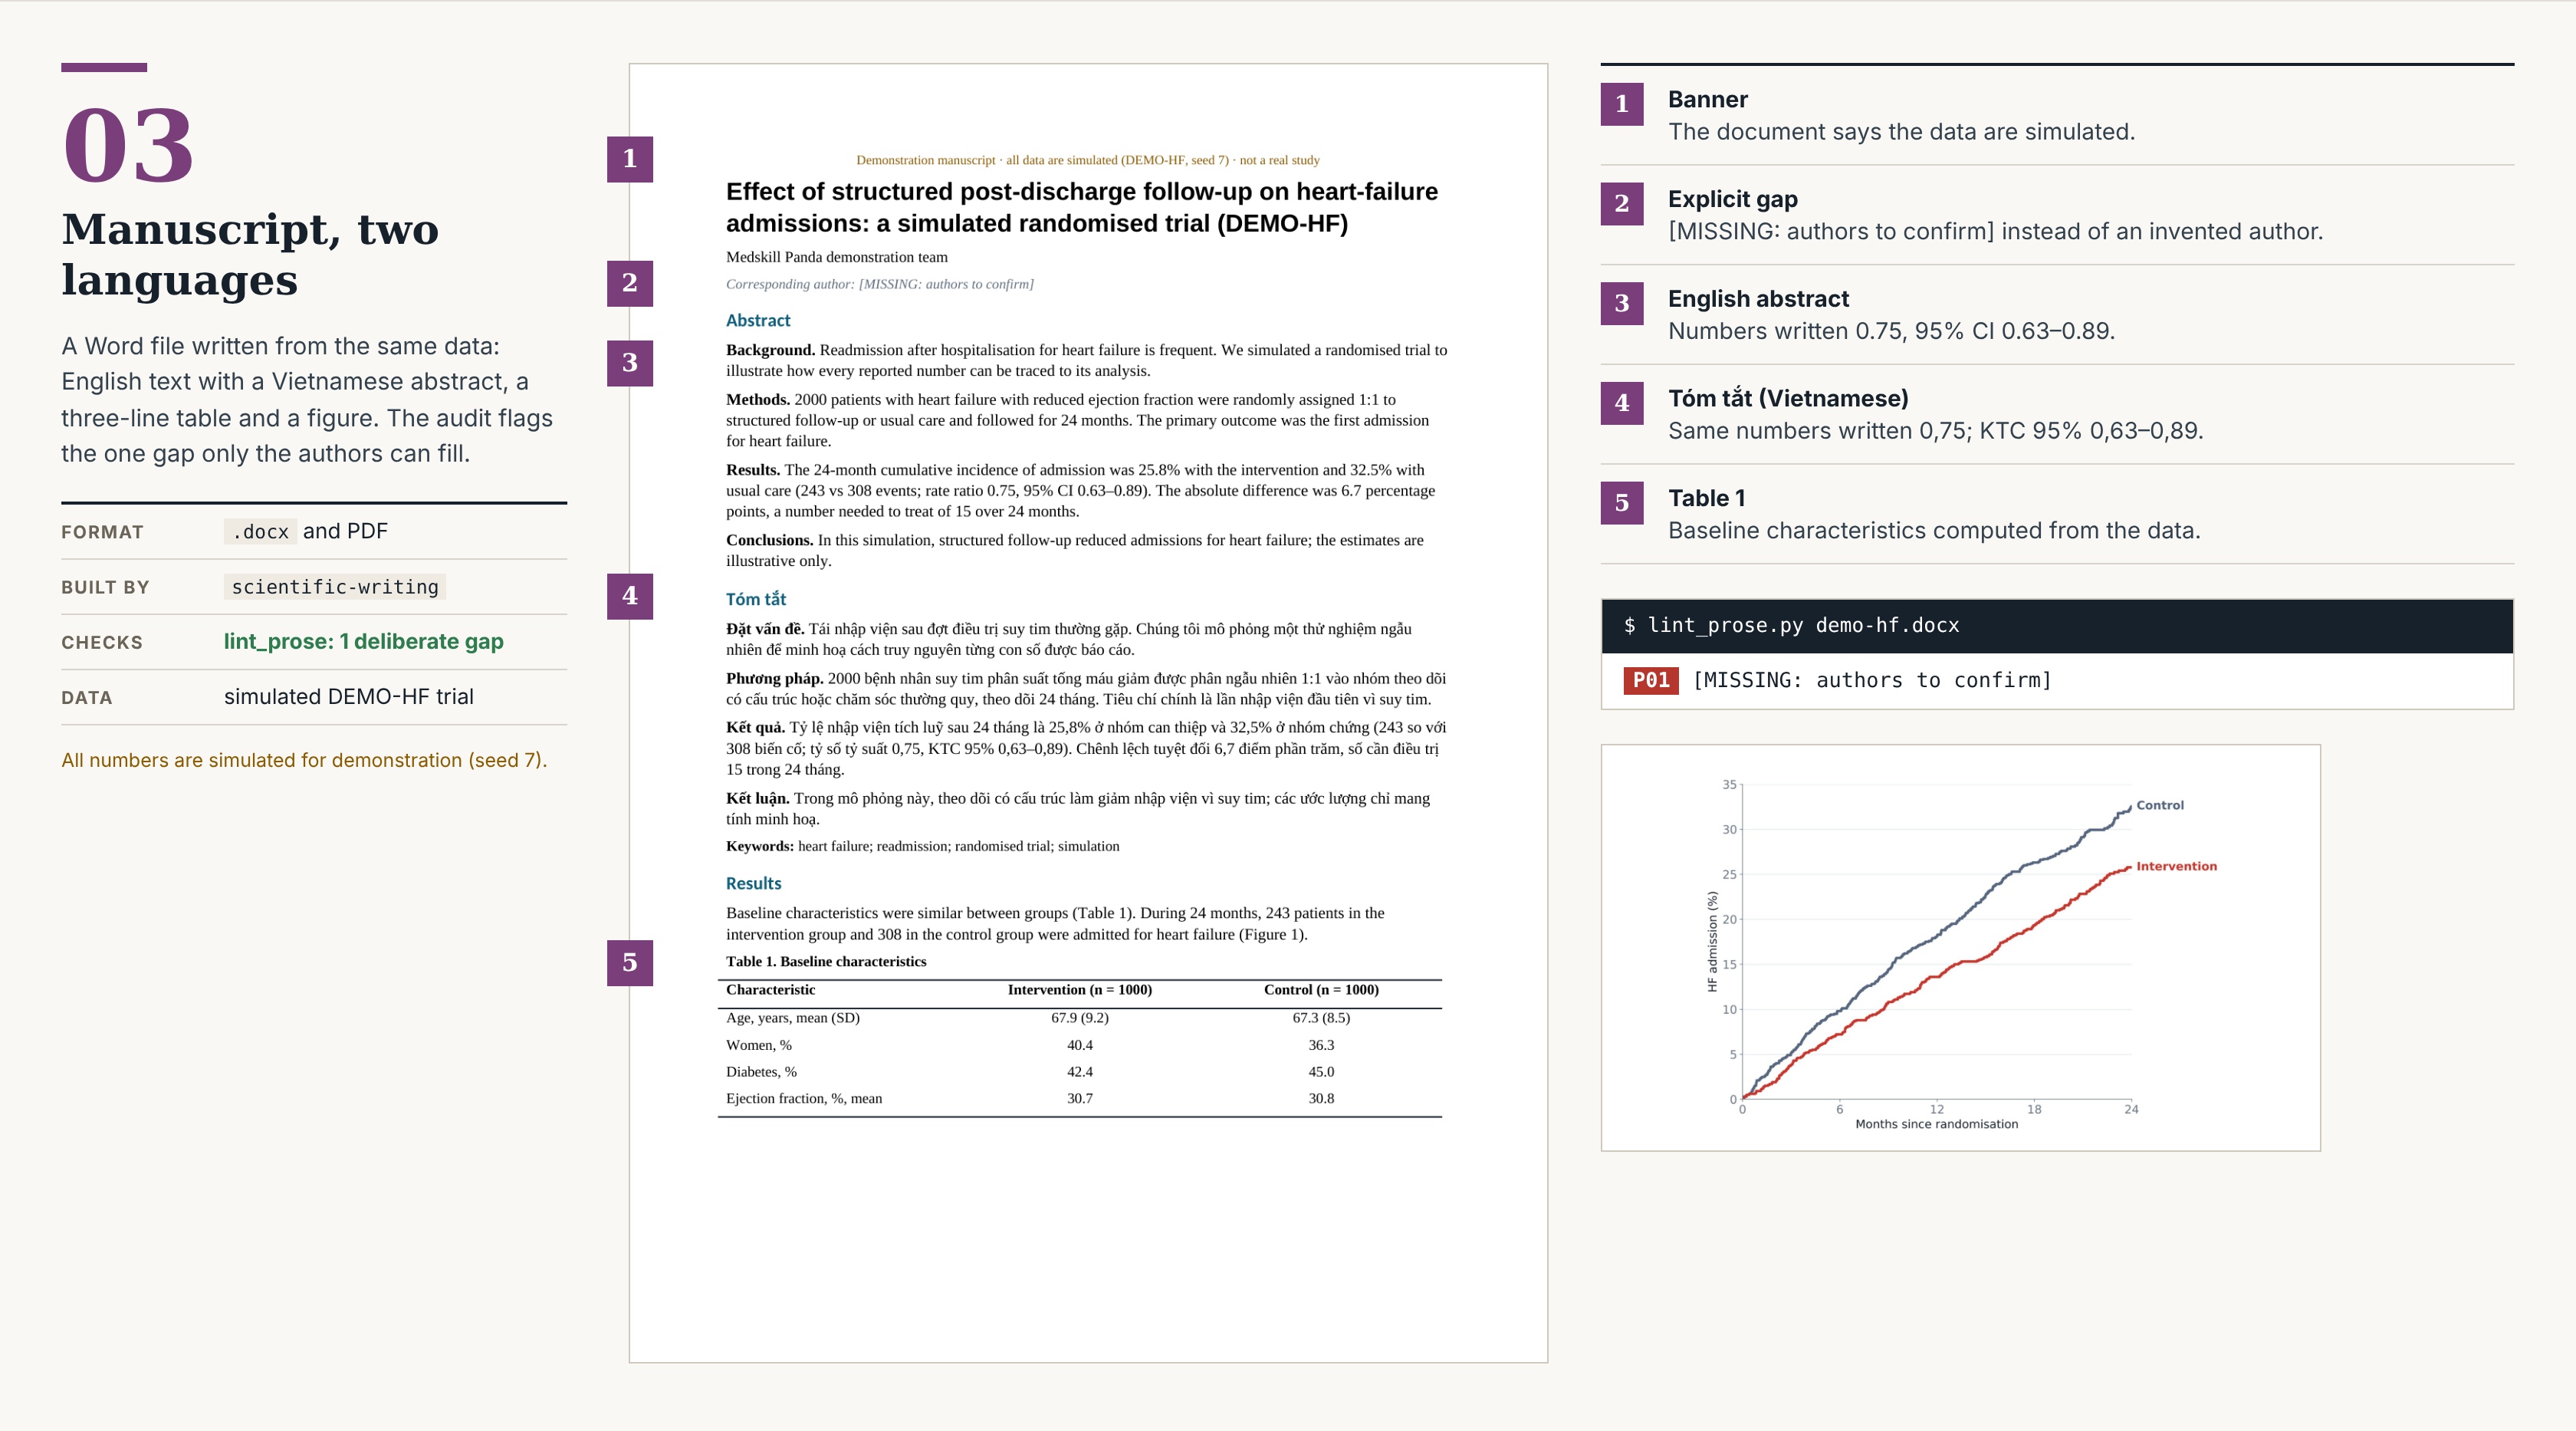 03
Manuscript, two
languages
A Word file written from the same data:
English text with a Vietnamese abstract, a
three-line table and a figure. The audit flags
the one gap only the authors can fill.
FORMAT .docx and PDF
BUILT BY scientific-writing
CHECKS lint_prose: 1 deliberate gap
DATA simulated DEMO-HF trial
All numbers are simulated for demonstration (seed 7).
1
Demonstration manuscript · all data are simulated (DEMO-HF, seed 7) · not a real study
Effect of structured post-discharge follow-up on heart-failure
admissions: a simulated randomised trial (DEMO-HF)
Medskill Panda demonstration team
2
Corresponding author: [MISSING: authors to confirm]
Abstract
3
Background. Readmission after hospitalisation for heart failure is frequent. We simulated a randomised trial to
illustrate how every reported number can be traced to its analysis.
Methods. 2000 patients with heart failure with reduced ejection fraction were randomly assigned 1:1 to
structured follow-up or usual care and followed for 24 months. The primary outcome was the first admission
for heart failure.
Results. The 24-month cumulative incidence of admission was 25.8% with the intervention and 32.5% with
usual care (243 vs 308 events; rate ratio 0.75, 95% CI 0.63–0.89). The absolute difference was 6.7 percentage
points, a number needed to treat of 15 over 24 months.
Conclusions. In this simulation, structured follow-up reduced admissions for heart failure; the estimates are
illustrative only.
4
Tóm tắt
Đặt vấn đề. Tái nhập viện sau đợt điều trị suy tim thường gặp. Chúng tôi mô phỏng một thử nghiệm ngẫu
nhiên để minh hoạ cách truy nguyên từng con số được báo cáo.
Phương pháp. 2000 bệnh nhân suy tim phân suất tống máu giảm được phân ngẫu nhiên 1:1 vào nhóm theo dõi
có cấu trúc hoặc chăm sóc thường quy, theo dõi 24 tháng. Tiêu chí chính là lần nhập viện đầu tiên vì suy tim.
Kết quả. Tỷ lệ nhập viện tích luỹ sau 24 tháng là 25,8% ở nhóm can thiệp và 32,5% ở nhóm chứng (243 so với
308 biến cố; tỷ số tỷ suất 0,75, KTC 95% 0,63–0,89). Chênh lệch tuyệt đối 6,7 điểm phần trăm, số cần điều trị
15 trong 24 tháng.
Kết luận. Trong mô phỏng này, theo dõi có cấu trúc làm giảm nhập viện vì suy tim; các ước lượng chỉ mang
tính minh hoạ.
Keywords: heart failure; readmission; randomised trial; simulation
Results
Baseline characteristics were similar between groups (Table 1). During 24 months, 243 patients in the
intervention group and 308 in the control group were admitted for heart failure (Figure 1).
5
Table 1. Baseline characteristics
Characteristic Intervention (n = 1000) Control (n = 1000)
Age, years, mean (SD) 67.9 (9.2) 67.3 (8.5)
Women, % 40.4 36.3
Diabetes, % 42.4 45.0
Ejection fraction, %, mean 30.7 30.8
1 Banner
The document says the data are simulated.
2 Explicit gap
[MISSING: authors to confirm] instead of an invented author.
3 English abstract
Numbers written 0.75, 95% CI 0.63–0.89.
4 Tóm tắt (Vietnamese)
Same numbers written 0,75; KTC 95% 0,63–0,89.
5 Table 1
Baseline characteristics computed from the data.
$ lint_prose.py demo-hf.docx
P01 [MISSING: authors to confirm]
HF admission (%)
35
30
25
20
15
10
5
0
Control
Intervention
0 6 12 18 24
Months since randomisation